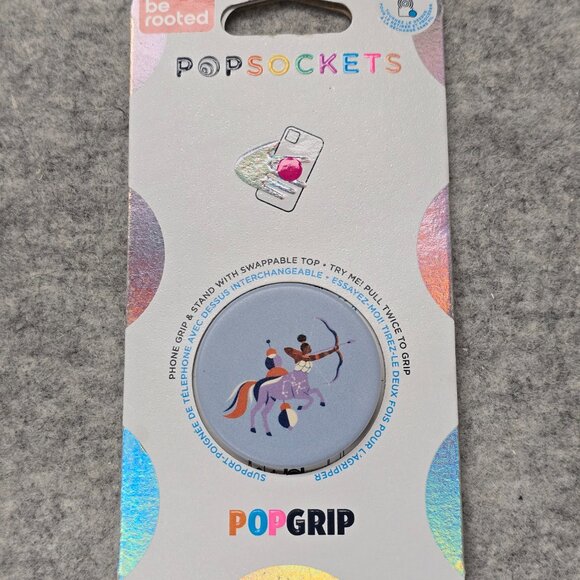 be
rooted
POPSOCKETS
PHONE GRIP & STAND WITH SWAPPABLE TOP • TRY ME! PULL TWICE TO GRIP
SUPPORT-POIGNÉE DE TÉLÉPHONE AVEC DESSUS INTERCHANGEABLE • ESSAYEZ-MOI! TIREZ-LE DEUX FOIS POUR L'AGRIPPER
POPGRIP